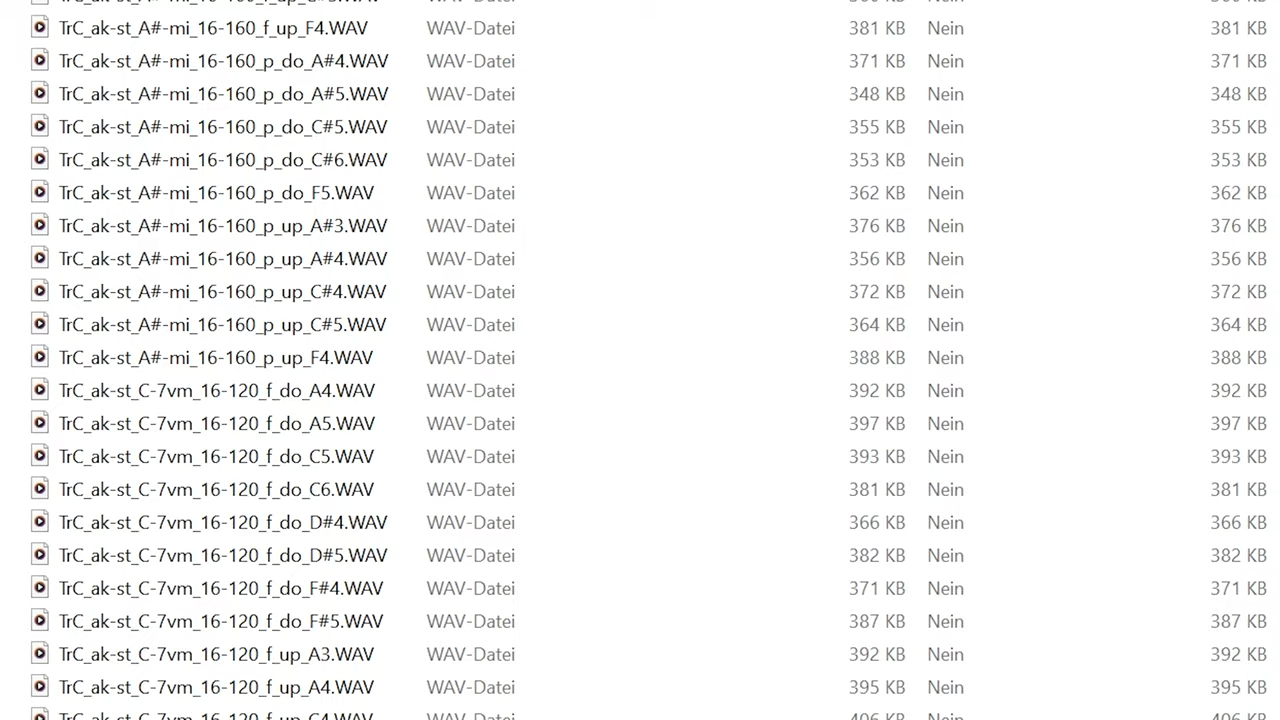 TrC_ak-st_A#-mi_16-160_f_up_F4.WAV WAV-Datei 381 KB Nein 381 KB
TrC_ak-st_A#-mi_16-160_p_do_A#4.WAV WAV-Datei 371 KB Nein 371 KB
TrC_ak-st_A#-mi_16-160_p_do_A#5.WAV WAV-Datei 348 KB Nein 348 KB
TrC_ak-st_A#-mi_16-160_p_do_C#5.WAV WAV-Datei 355 KB Nein 355 KB
TrC_ak-st_A#-mi_16-160_p_do_C#6.WAV WAV-Datei 353 KB Nein 353 KB
TrC_ak-st_A#-mi_16-160_p_do_F5.WAV WAV-Datei 362 KB Nein 362 KB
TrC_ak-st_A#-mi_16-160_p_up_A#3.WAV WAV-Datei 376 KB Nein 376 KB
TrC_ak-st_A#-mi_16-160_p_up_A#4.WAV WAV-Datei 356 KB Nein 356 KB
TrC_ak-st_A#-mi_16-160_p_up_C#4.WAV WAV-Datei 372 KB Nein 372 KB
TrC_ak-st_A#-mi_16-160_p_up_C#5.WAV WAV-Datei 364 KB Nein 364 KB
TrC_ak-st_A#-mi_16-160_p_up_F4.WAV WAV-Datei 388 KB Nein 388 KB
TrC_ak-st_C-7vm_16-120_f_do_A4.WAV WAV-Datei 392 KB Nein 392 KB
TrC_ak-st_C-7vm_16-120_f_do_A5.WAV WAV-Datei 397 KB Nein 397 KB
TrC_ak-st_C-7vm_16-120_f_do_C5.WAV WAV-Datei 393 KB Nein 393 KB
TrC_ak-st_C-7vm_16-120_f_do_C6.WAV WAV-Datei 381 KB Nein 381 KB
TrC_ak-st_C-7vm_16-120_f_do_D#4.WAV WAV-Datei 366 KB Nein 366 KB
TrC_ak-st_C-7vm_16-120_f_do_D#5.WAV WAV-Datei 382 KB Nein 382 KB
TrC_ak-st_C-7vm_16-120_f_do_F#4.WAV WAV-Datei 371 KB Nein 371 KB
TrC_ak-st_C-7vm_16-120_f_do_F#5.WAV WAV-Datei 387 KB Nein 387 KB
TrC_ak-st_C-7vm_16-120_f_up_A3.WAV WAV-Datei 392 KB Nein 392 KB
TrC_ak-st_C-7vm_16-120_f_up_A4.WAV WAV-Datei 395 KB Nein 395 KB